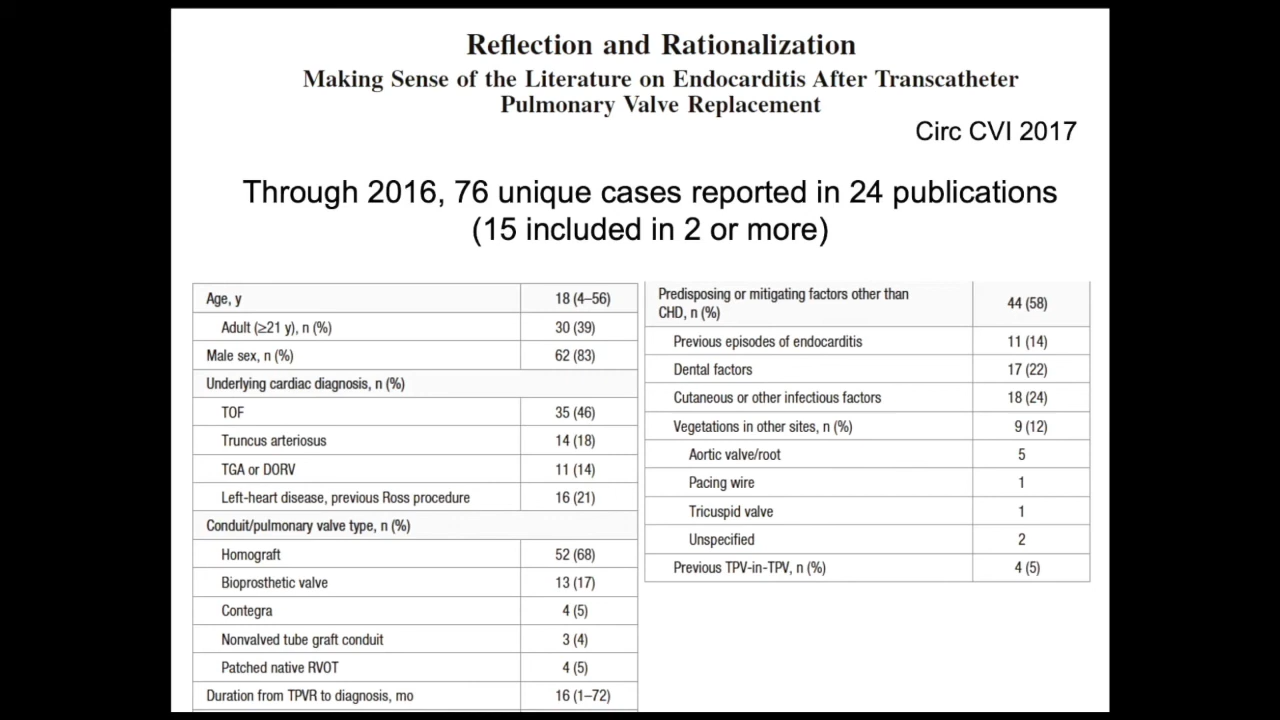 Reflection and Rationalization
Making Sense of the Literature on Endocarditis After Transcatheter
Pulmonary Valve Replacement
Circ CVI 2017
Through 2016, 76 unique cases reported in 24 publications
(15 included in 2 or more)
Age, y 18 (4–56)
Adult (≥21 y), n (%) 30 (39)
Male sex, n (%) 62 (83)
Underlying cardiac diagnosis, n (%)
TOF 35 (46)
Truncus arteriosus 14 (18)
TGA or DORV 11 (14)
Left-heart disease, previous Ross procedure 16 (21)
Conduit/pulmonary valve type, n (%)
Homograft 52 (68)
Bioprosthetic valve 13 (17)
Contegra 4 (5)
Nonvalved tube graft conduit 3 (4)
Patched native RVOT 4 (5)
Duration from TPVR to diagnosis, mo 16 (1–72)
Predisposing or mitigating factors other than
CHD, n (%) 44 (58)
Previous episodes of endocarditis 11 (14)
Dental factors 17 (22)
Cutaneous or other infectious factors 18 (24)
Vegetations in other sites, n (%) 9 (12)
Aortic valve/root 5
Pacing wire 1
Tricuspid valve 1
Unspecified 2
Previous TPV-in-TPV, n (%) 4 (5)